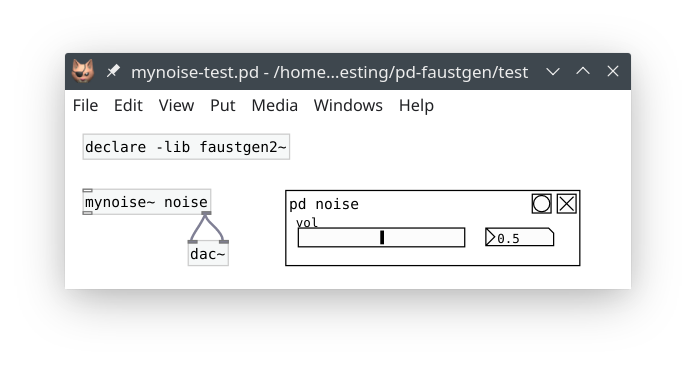 mynoise-test.pd - /home...esting/pd-faustgen/test
File Edit View Put Media Windows Help
declare -lib faustgen2~
mynoise~ noise
pd noise
vol
0.5
dac~